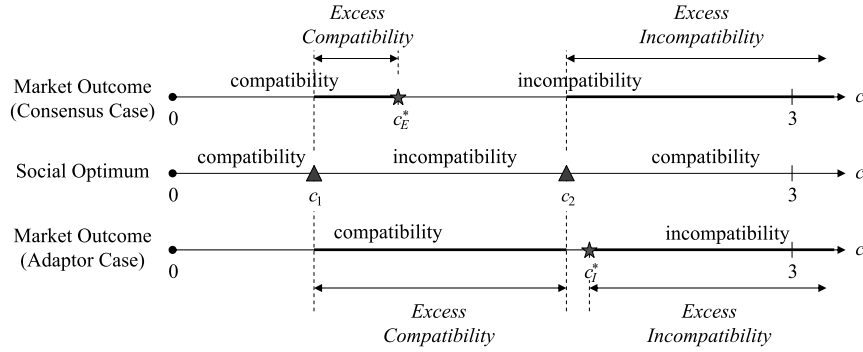 Excess
Compatibility
Excess
Incompatibility
Market Outcome
(Consensus Case)
compatibility
incompatibility
0
c*E
3
c
Social Optimum
compatibility
incompatibility
compatibility
0
c1
c2
3
c
Market Outcome
(Adaptor Case)
compatibility
incompatibility
0
c*I
3
c
Excess
Compatibility
Excess
Incompatibility